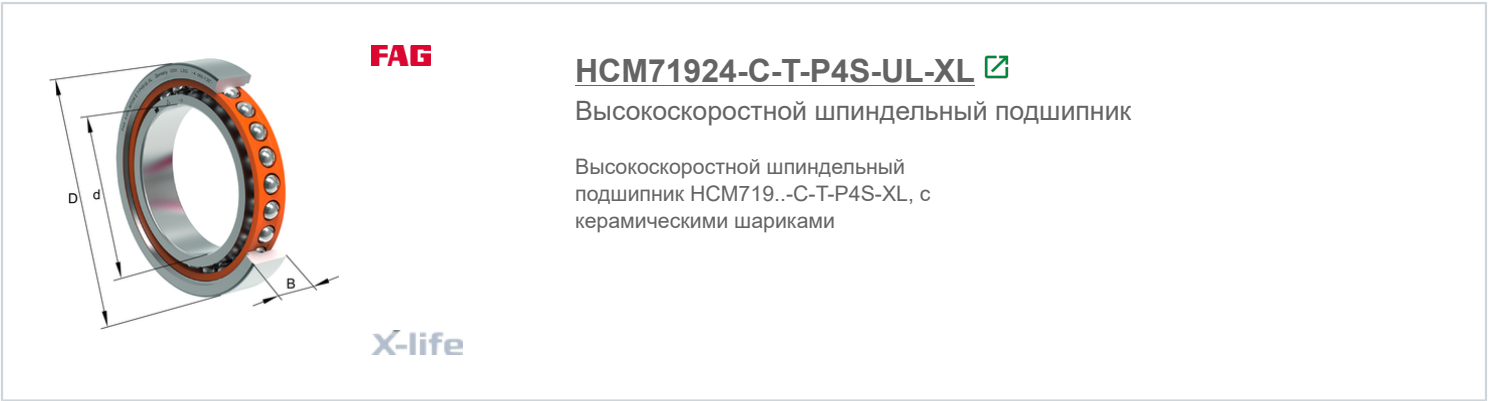 FAG
HCM71924-C-T-P4S-UL-XL
Высокоскоростной шпиндельный подшипник
Высокоскоростной шпиндельный
подшипник HCM719..-C-T-P4S-XL, с
керамическими шариками
D
d
B
X-life